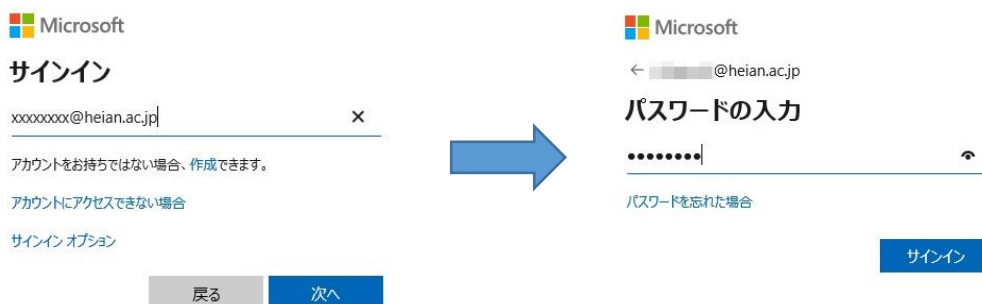 Microsoft
サインイン
xxxxxxxx@heian.ac.jp
アカウントをお持ちではない場合、作成できます。
アカウントにアクセスできない場合
サインイン オプション
戻る
次へ
Microsoft
@heian.ac.jp
パスワードの入力
••••••••
パスワードを忘れた場合
サインイン